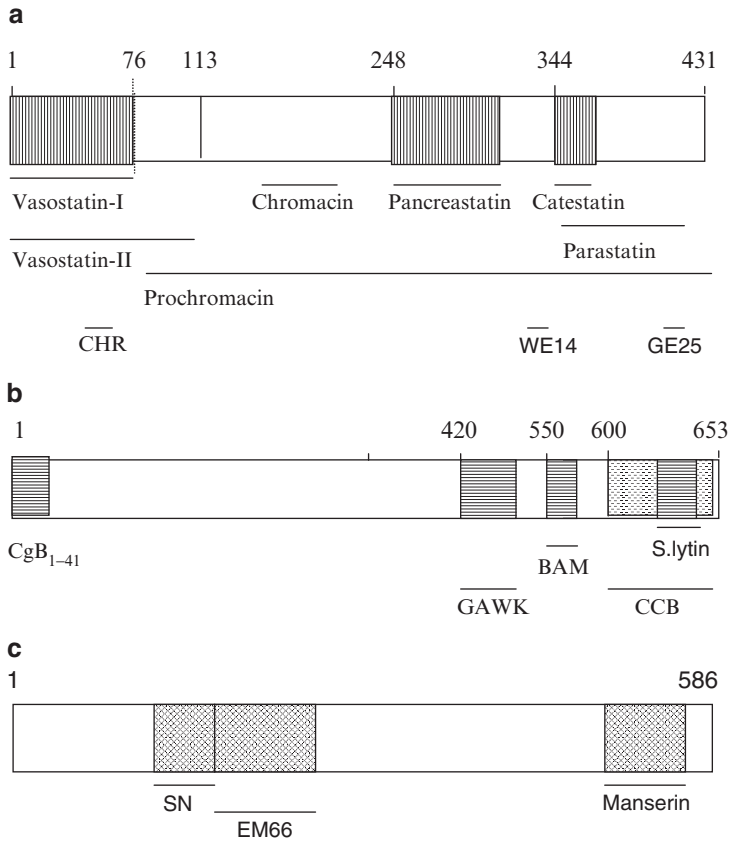 a
1 76 113 248 344 431
Vasostatin-I Chromacin Pancreastatin Catestatin
Parastatin
Vasostatin-II
Prochromacin
CHR WE14 GE25
b
1 420 550 600 653
CgB1–41 S.lytin
BAM
GAWK CCB
c
1 586
SN Manserin
EM66